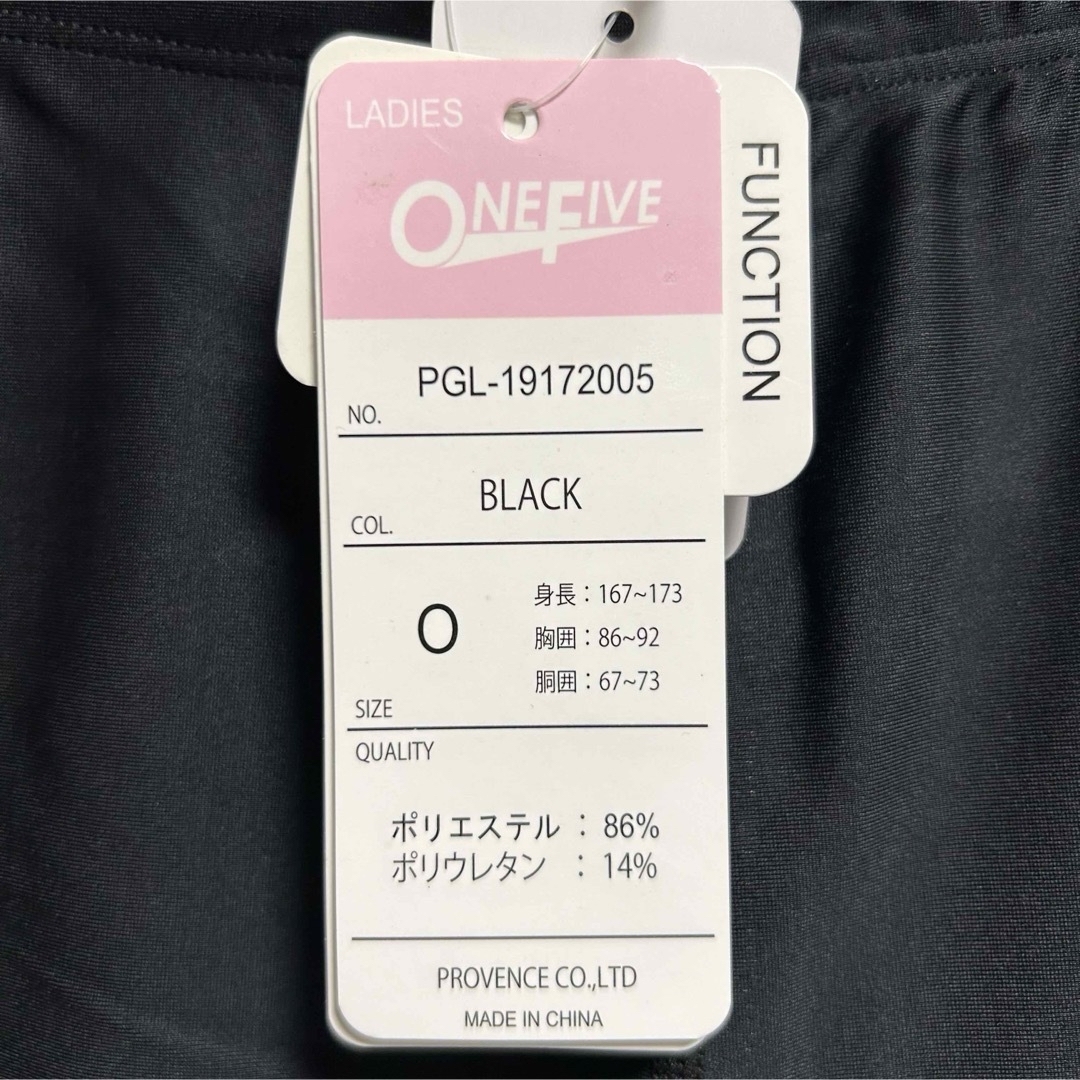 LADIES
ONEFIVE
FUNCTION
PGL-19172005
NO.
BLACK
COL.
O
身長：167~173
胸囲：86~92
胴囲：67~73
SIZE
QUALITY
ポリエステル ： 86%
ポリウレタン ： 14%
PROVENCE CO.,LTD
MADE IN CHINA